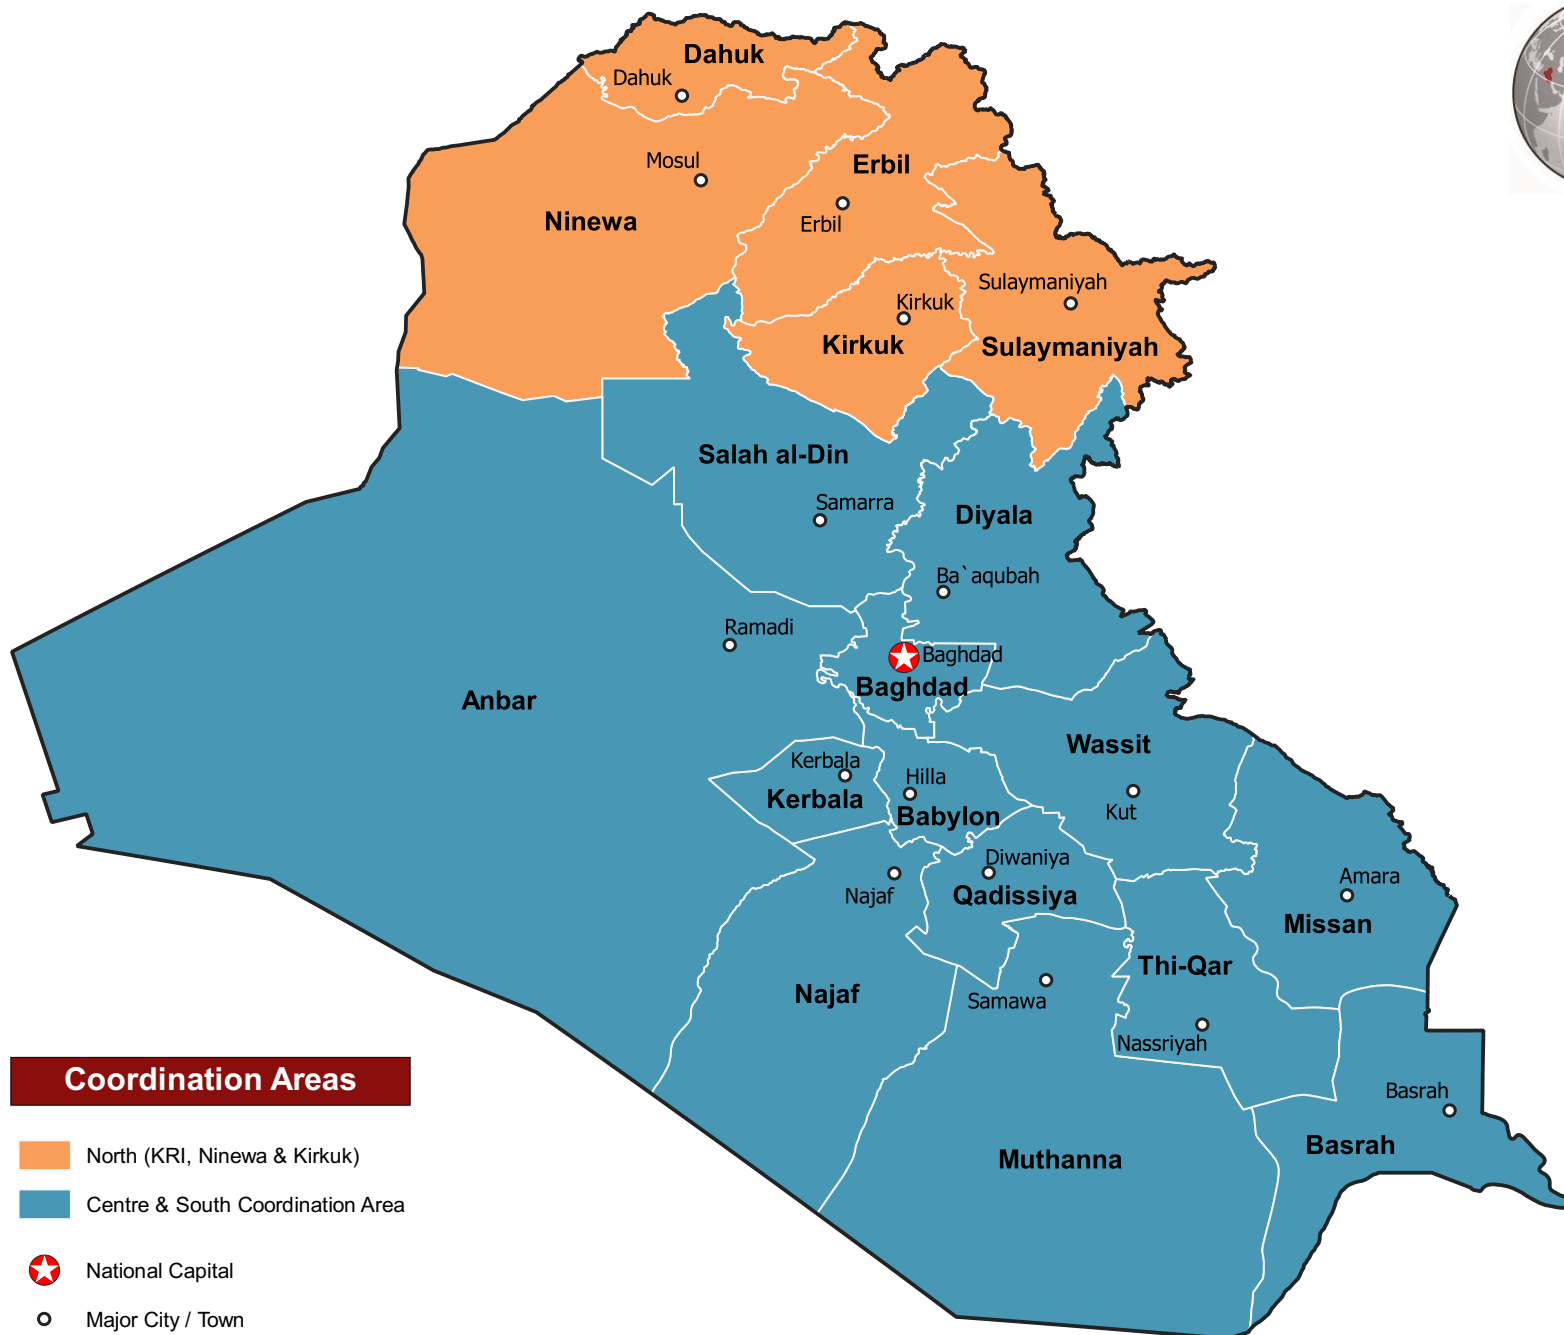 Dahuk
Dahuk
Mosul
Erbil
Ninewa
Erbil
Sulaymaniyah
Kirkuk
Kirkuk
Sulaymaniyah
Salah al-Din
Samarra
Diyala
Ba`aqubah
Ramadi
Baghdad
Baghdad
Anbar
Wassit
Kerbala
Hilla
Kerbala
Babylon
Kut
Diwaniya
Amara
Najaf
Qadissiya
Missan
Thi-Qar
Najaf
Samawa
Nassriyah
Coordination Areas
Basrah
Basrah
North (KRI, Ninewa & Kirkuk)
Muthanna
Centre & South Coordination Area
National Capital
Major City / Town